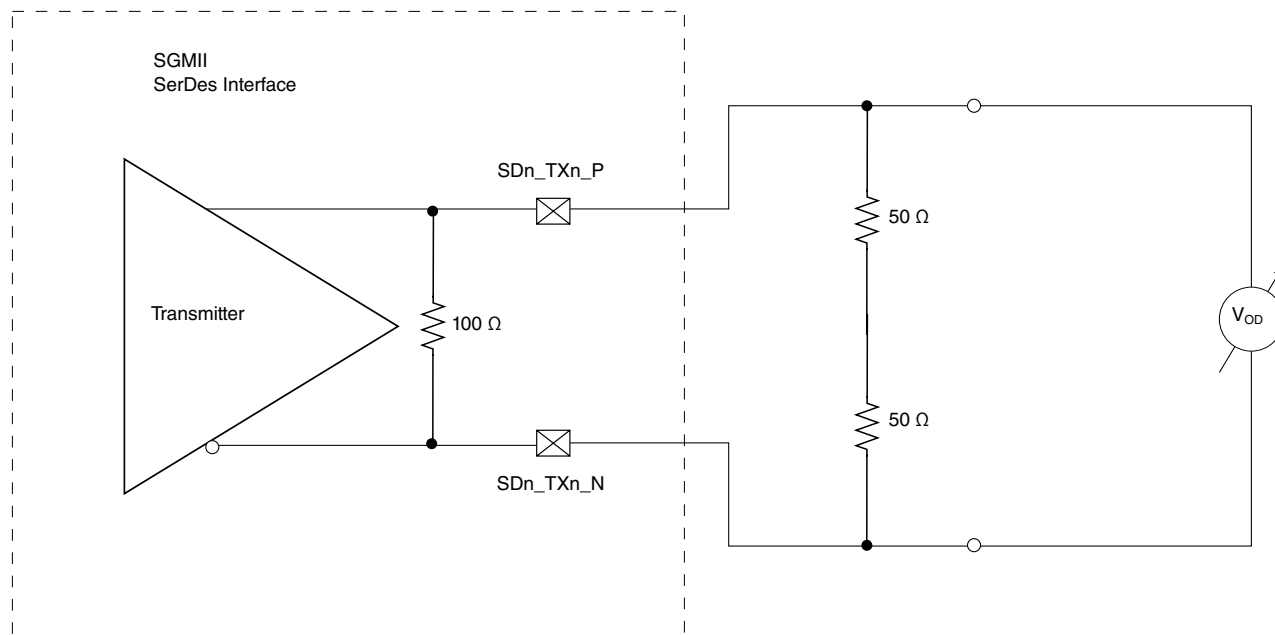 SGMII
SerDes Interface
SDn_TXn_P
50 Ω
Transmitter
100 Ω
VOD
50 Ω
SDn_TXn_N